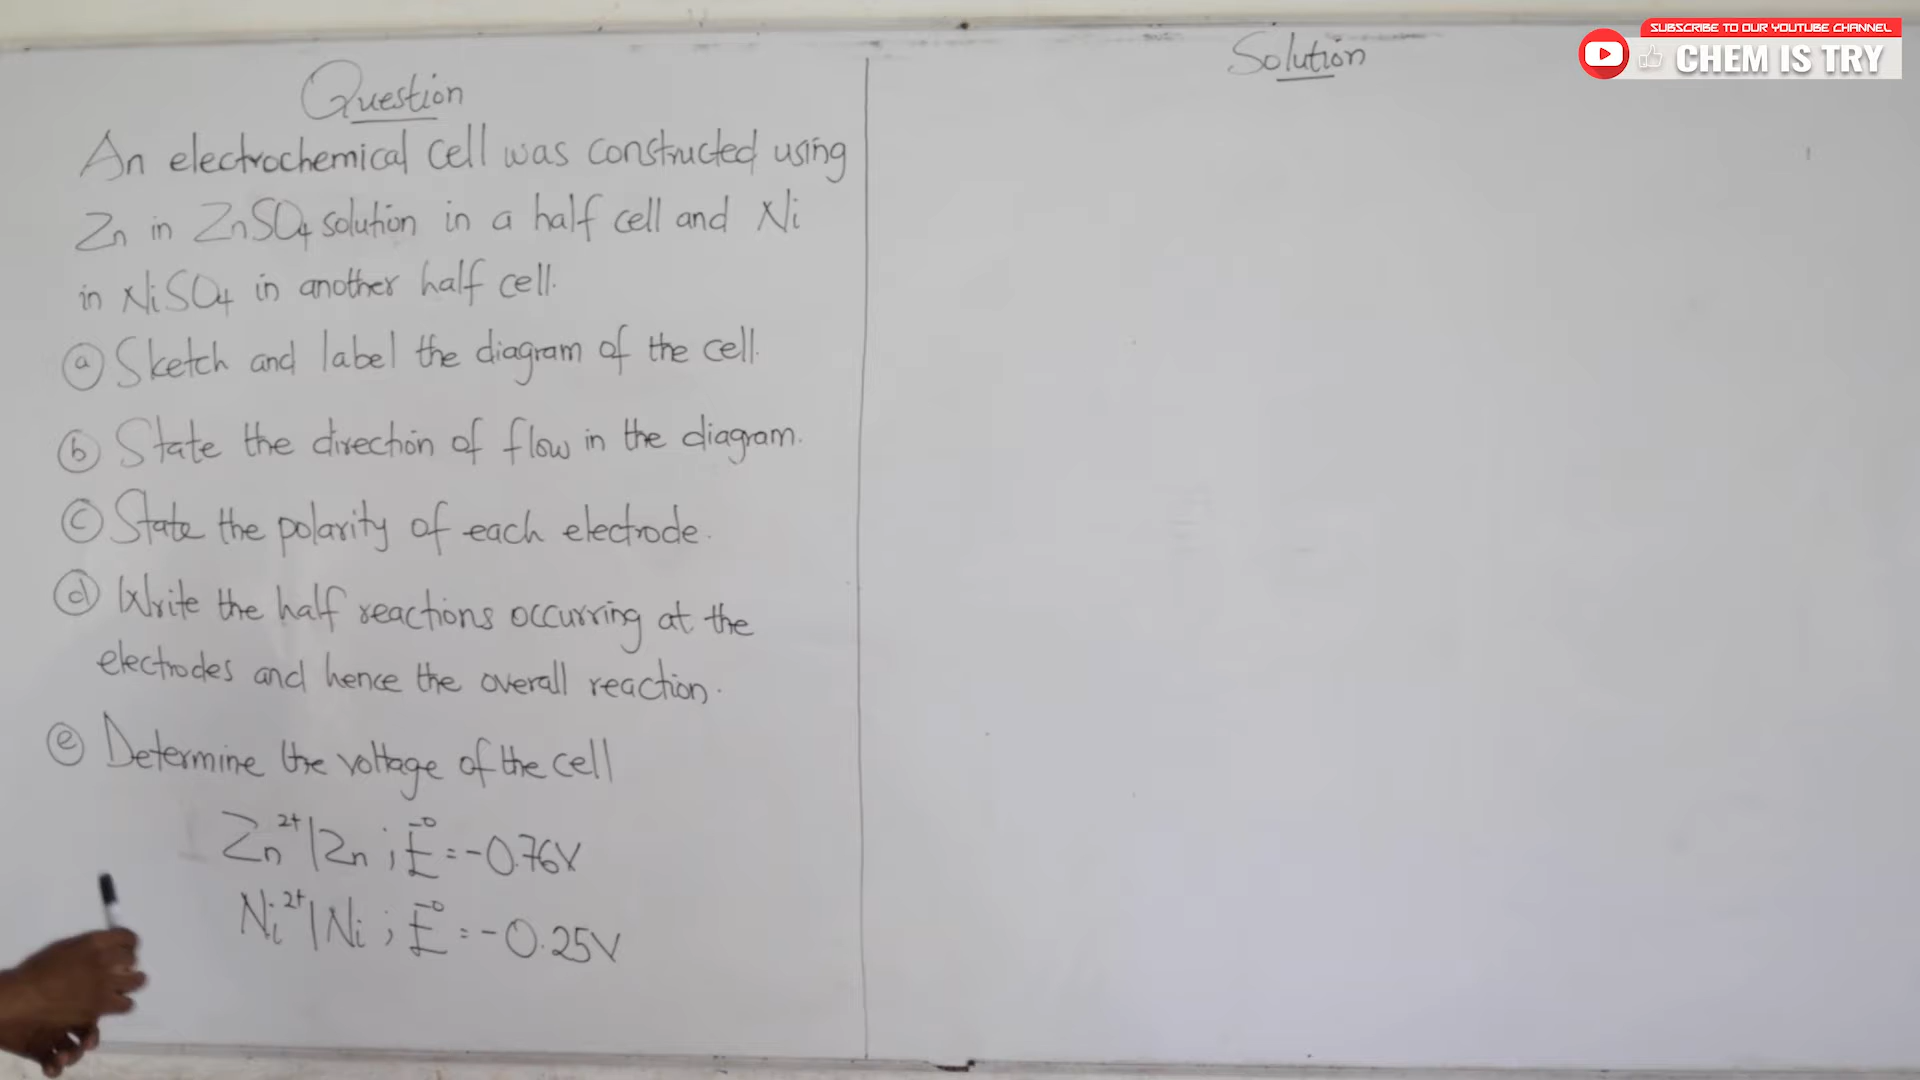 Question
An electrochemical cell was constructed using
Zn in ZnSO4 solution in a half cell and Ni
in NiSO4 in another half cell.
(a) Sketch and label the diagram of the cell.
(b) State the direction of flow in the diagram.
(c) State the polarity of each electrode.
(d) Write the half reactions occurring at the
electrodes and hence the overall reaction.
(e) Determine the voltage of the cell
Zn²⁺|Zn ; E° = -0.76V
Ni²⁺|Ni ; E° = -0.25V
Solution
SUBSCRIBE TO OUR YOUTUBE CHANNEL
CHEM IS TRY